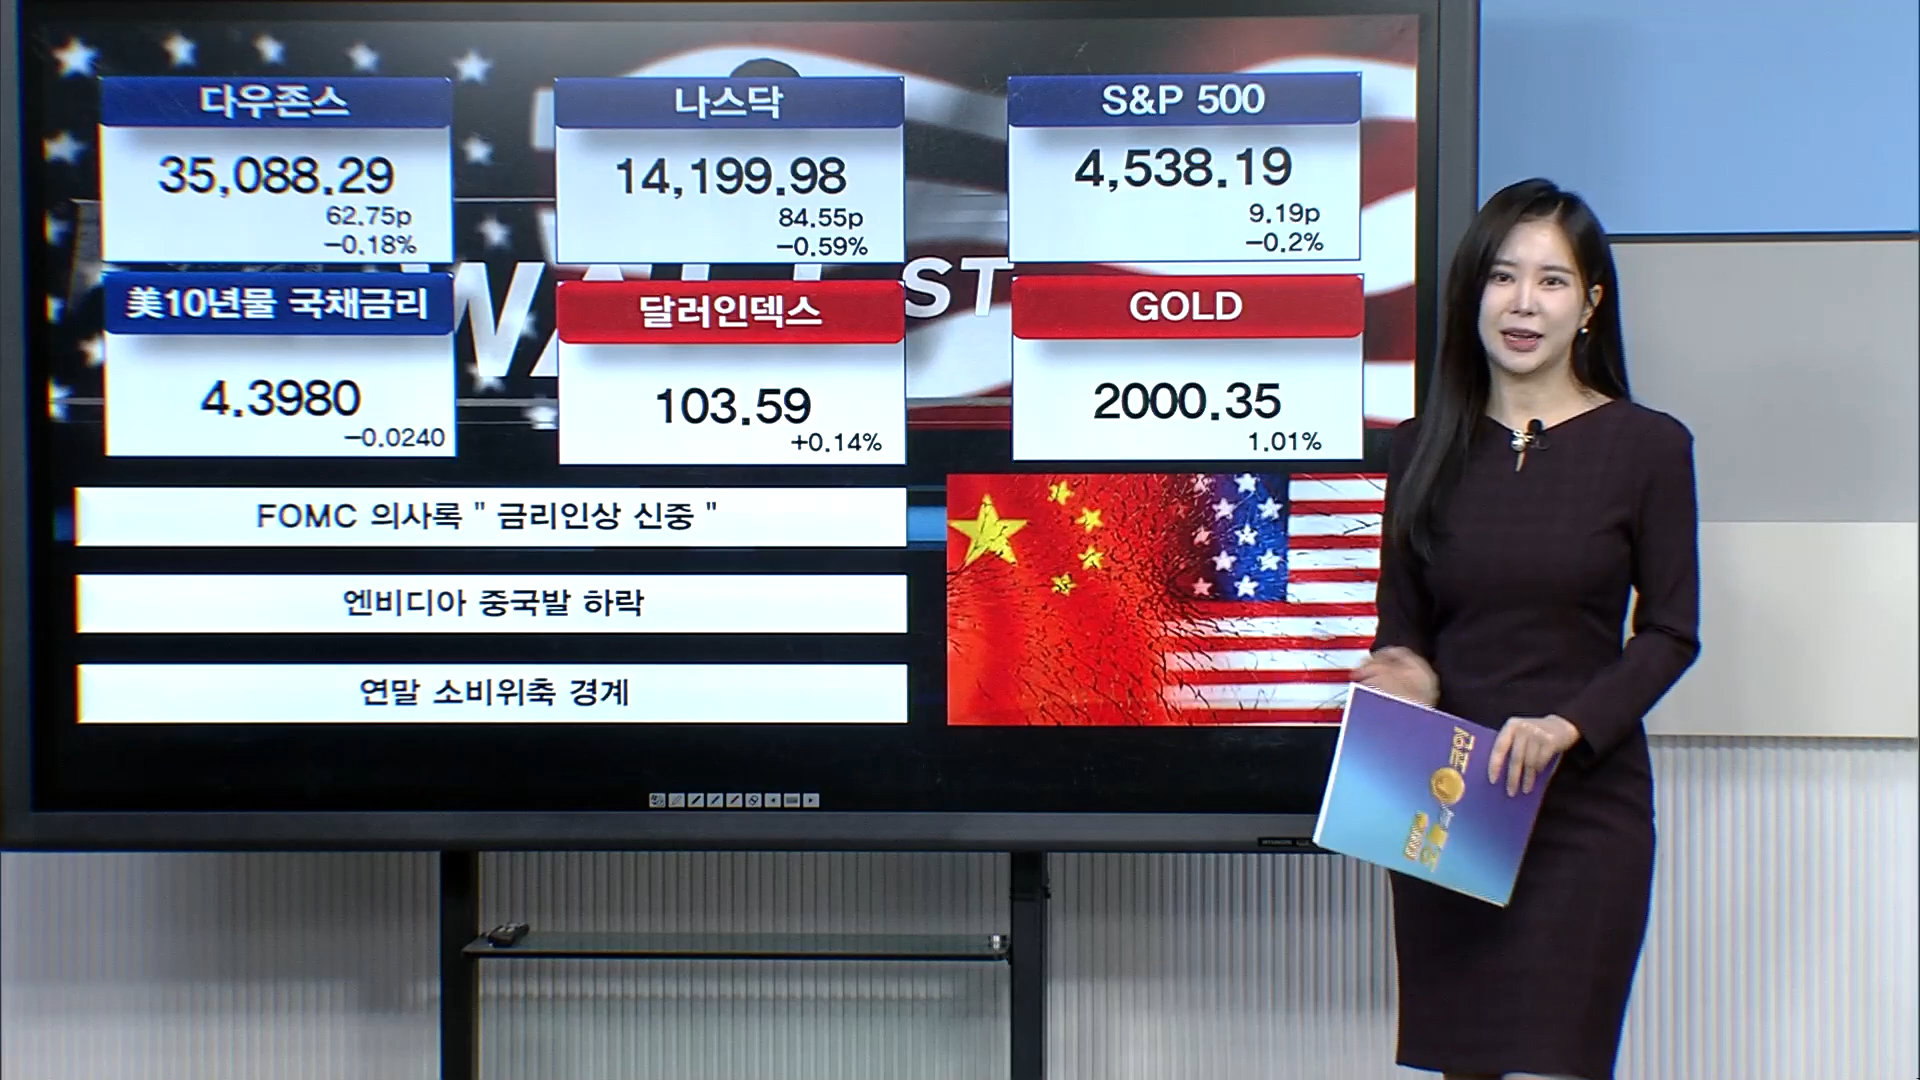 다우존스
35,088.29
62.75p
-0.18%
나스닥
14,199.98
84.55p
-0.59%
S&P 500
4,538.19
9.19p
-0.2%
美10년물 국채금리
4.3980
-0.0240
달러인덱스
103.59
+0.14%
GOLD
2000.35
1.01%
ST
FOMC 의사록 " 금리인상 신중 "
엔비디아 중국발 하락
연말 소비위축 경계